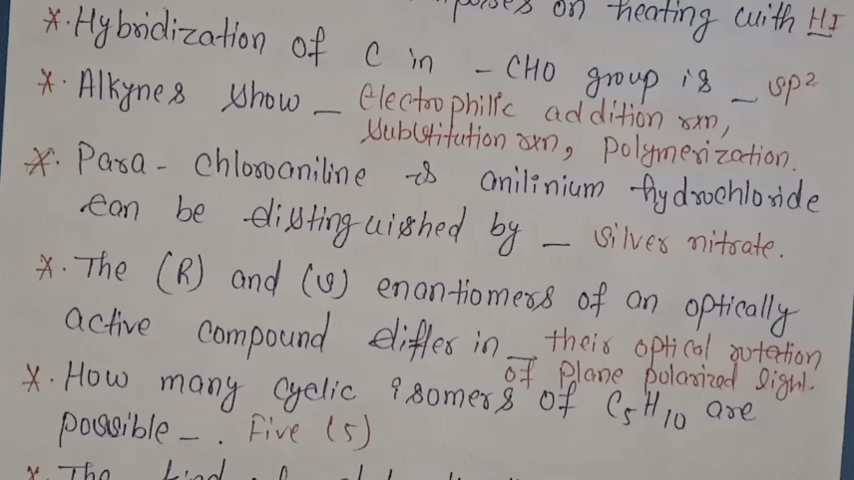 on heating with HI
*. Hybridization of C in - CHO group is _ sp²
*. Alkynes show _ Electrophilic addition rxn,
substitution rxn, polymerization.
*. Para - chloroaniline & anilinium hydrochloride
can be distinguished by _ silver nitrate.
*. The (R) and (S) enantiomers of an optically
active compound differ in _ their optical rotation
of plane polarized light.
*. How many cyclic isomers of C₅H₁₀ are
possible _ . Five (5)
*. The